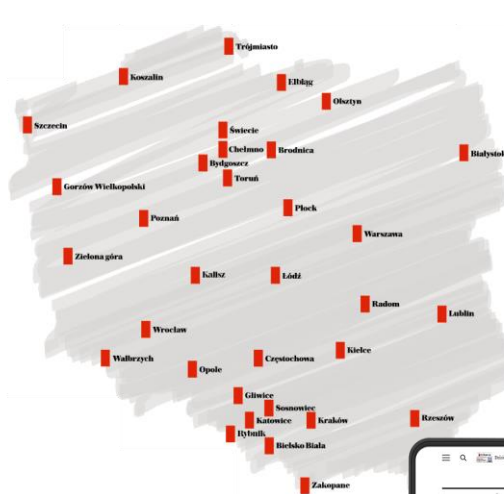 Trójmiasto
Koszalin
Elbląg
Olsztyn
Szczecin
Świecie
Chełmno
Brodnica
Białystok
Bydgoszcz
Toruń
Gorzów Wielkopolski
Płock
Poznań
Warszawa
Zielona góra
Kalisz
Łódź
Radom
Lublin
Wrocław
Kielce
Wałbrzych
Częstochowa
Opole
Gliwice
Sosnowiec
Katowice
Kraków
Rzeszów
Rybnik
Bielsko Biała
Zakopane